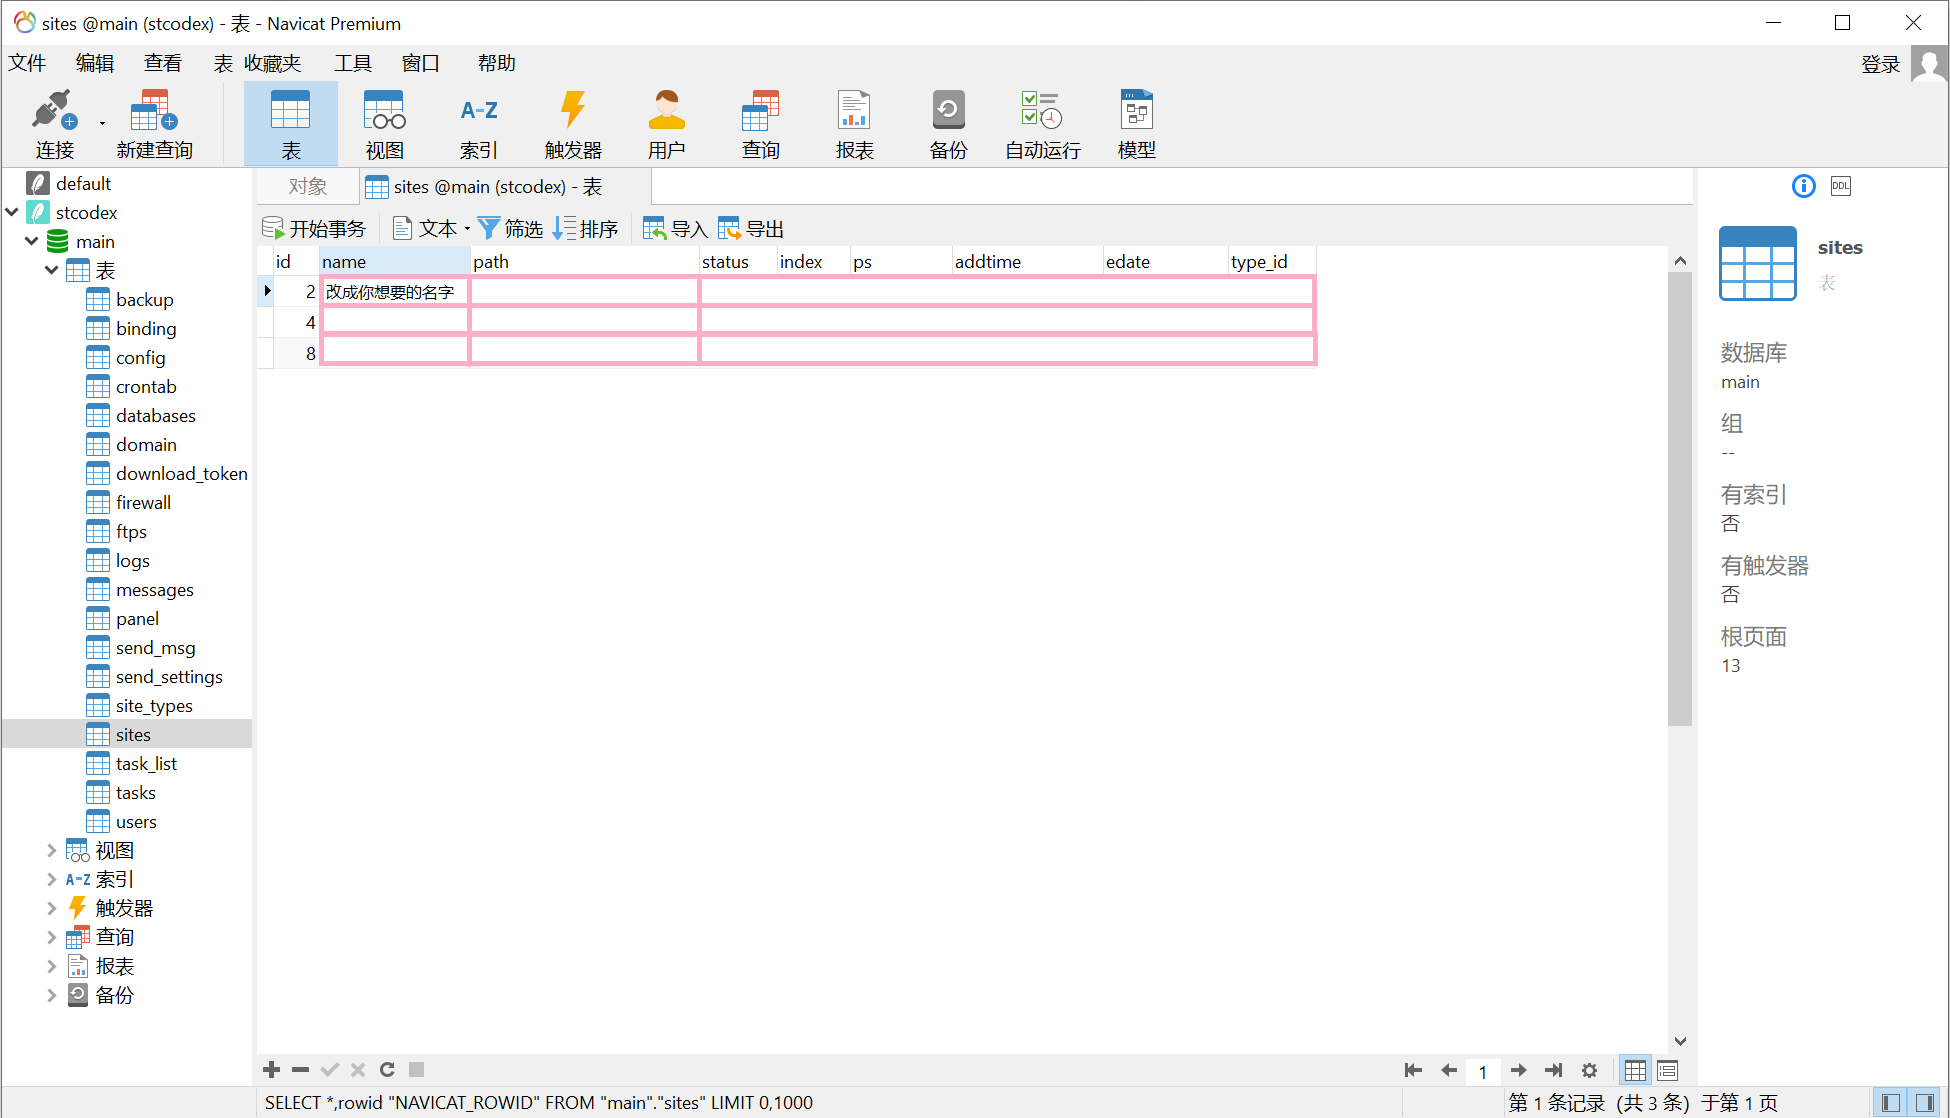 sites @main (stcodex) - 表 - Navicat Premium
文件 编辑 查看 表 收藏夹 工具 窗口 帮助 登录
连接 新建查询 表 视图 索引 触发器 用户 查询 报表 备份 自动运行 模型
default
stcodex
main
表
backup
binding
config
crontab
databases
domain
download_token
firewall
ftps
logs
messages
panel
send_msg
send_settings
site_types
sites
task_list
tasks
users
视图
A-Z 索引
触发器
查询
报表
备份
对象 sites @main (stcodex) - 表
开始事务 文本 筛选 排序 导入 导出
id name path status index ps addtime edate type_id
2 改成你想要的名字
4
8
1
SELECT *,rowid "NAVICAT_ROWID" FROM "main"."sites" LIMIT 0,1000
第 1 条记录 (共 3 条) 于第 1 页
DDL
sites
表
数据库
main
组
--
有索引
否
有触发器
否
根页面
13